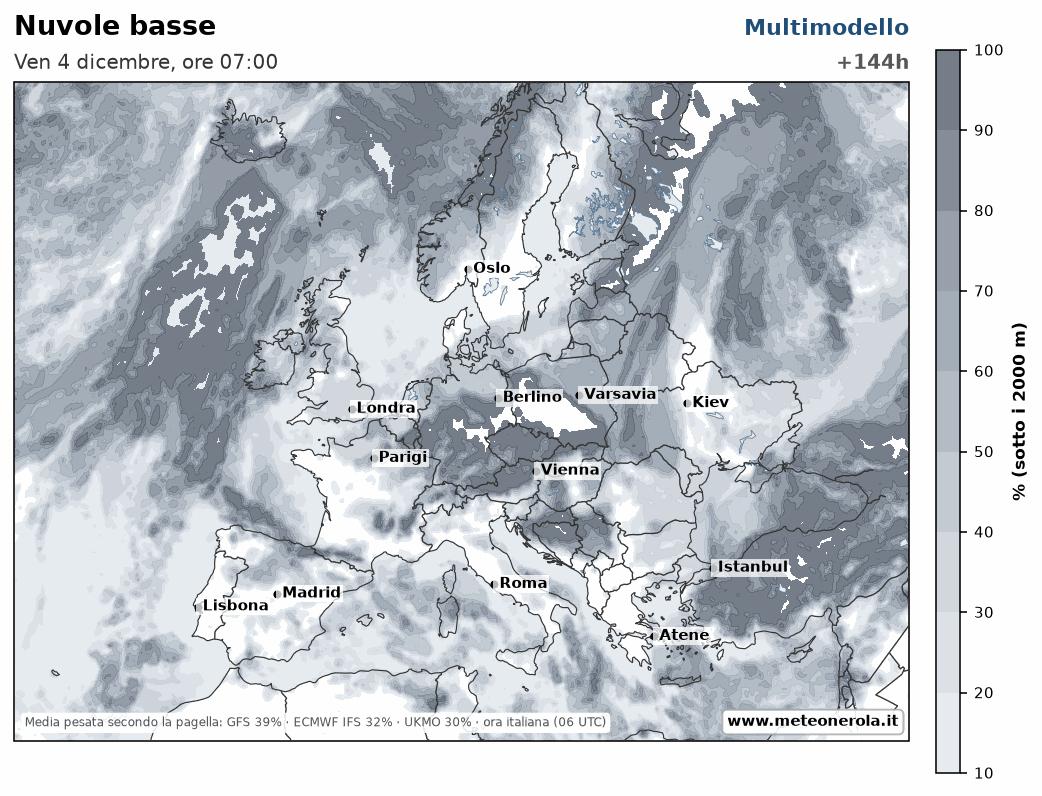 Nuvole basse
Multimodello
Ven 4 dicembre, ore 07:00
+144h
Oslo
Berlino
Varsavia
Kiev
Londra
Parigi
Vienna
Istanbul
Roma
Madrid
Lisbona
Atene
Media pesata secondo la pagella: GFS 39% · ECMWF IFS 32% · UKMO 30% · ora italiana (06 UTC)
www.meteonerola.it
100
90
80
70
60
50
40
30
20
10
% (sotto i 2000 m)